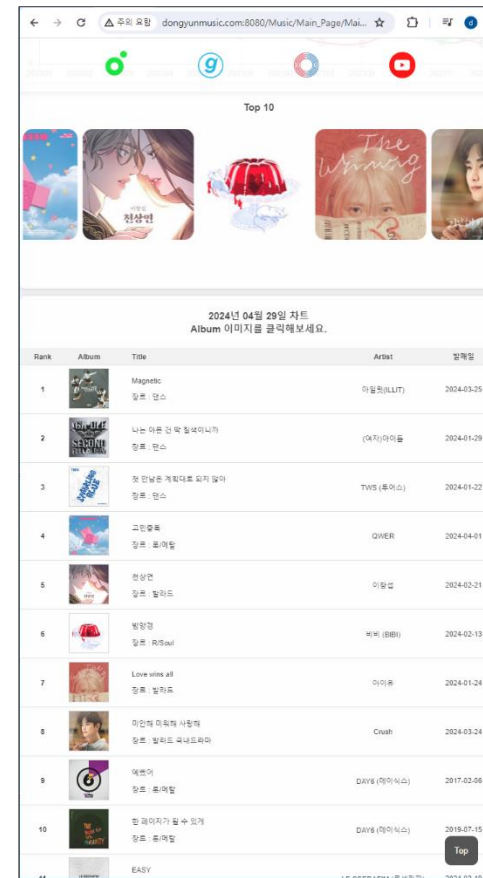 주의 요함 dongyunmusic.com:8080/Music/Main_Page/Mai...
Top 10
The
Winning
이창섭
천상연
2024년 04월 29일 차트
Album 이미지를 클릭해보세요.
Rank Album Title Artist 발매일
1 Magnetic 아일릿(ILLIT) 2024-03-25
장르 : 댄스
2 나는 아픈 건 딱 질색이니까 (여자)아이들 2024-01-29
장르 : 댄스
3 첫 만남은 계획대로 되지 않아 TWS (투어스) 2024-01-22
장르 : 댄스
4 고민중독 QWER 2024-04-01
장르 : 록/메탈
5 천상연 이창섭 2024-02-21
장르 : 발라드
6 밤양갱 비비 (BIBI) 2024-02-13
장르 : R/Soul
7 Love wins all 아이유 2024-01-24
장르 : 발라드
8 미안해 미워해 사랑해 Crush 2024-03-24
장르 : 발라드 국내드라마
9 예뻤어 DAY6 (데이식스) 2017-02-06
장르 : 록/메탈
10 한 페이지가 될 수 있게 DAY6 (데이식스) 2019-07-15
장르 : 록/메탈
Top
EASY